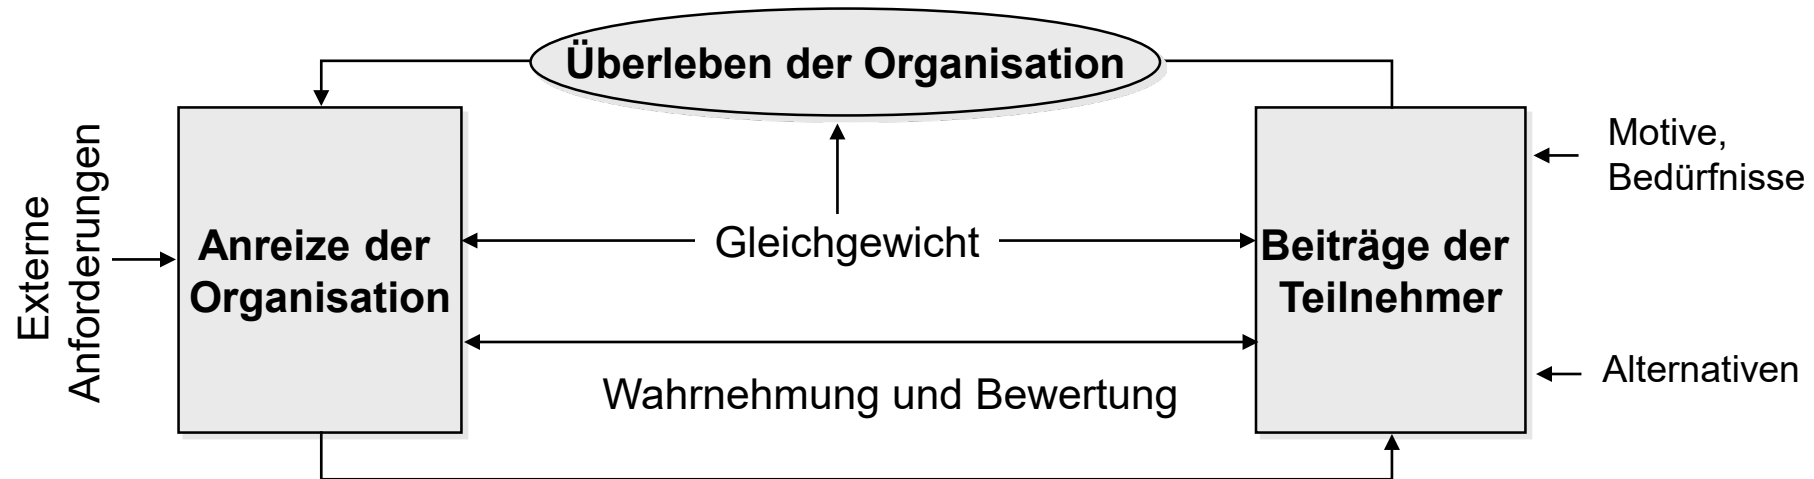 Überleben der Organisation
Externe
Anforderungen
Anreize der
Organisation
Gleichgewicht
Wahrnehmung und Bewertung
Beiträge der
Teilnehmer
Motive,
Bedürfnisse
Alternativen